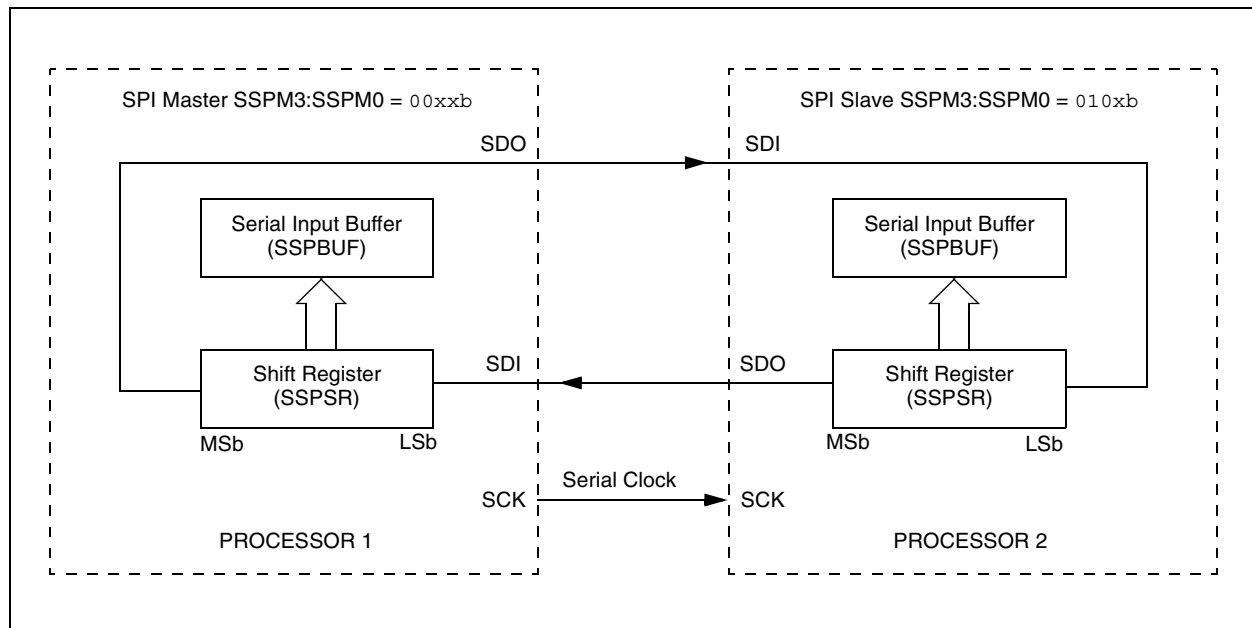 SPI Master SSPM3:SSPM0 = 00xxb
SPI Slave SSPM3:SSPM0 = 010xb
SDO
SDI
Serial Input Buffer
(SSPBUF)
Serial Input Buffer
(SSPBUF)
Shift Register
(SSPSR)
SDI
SDO
Shift Register
(SSPSR)
MSb
LSb
MSb
LSb
Serial Clock
SCK
SCK
PROCESSOR 1
PROCESSOR 2